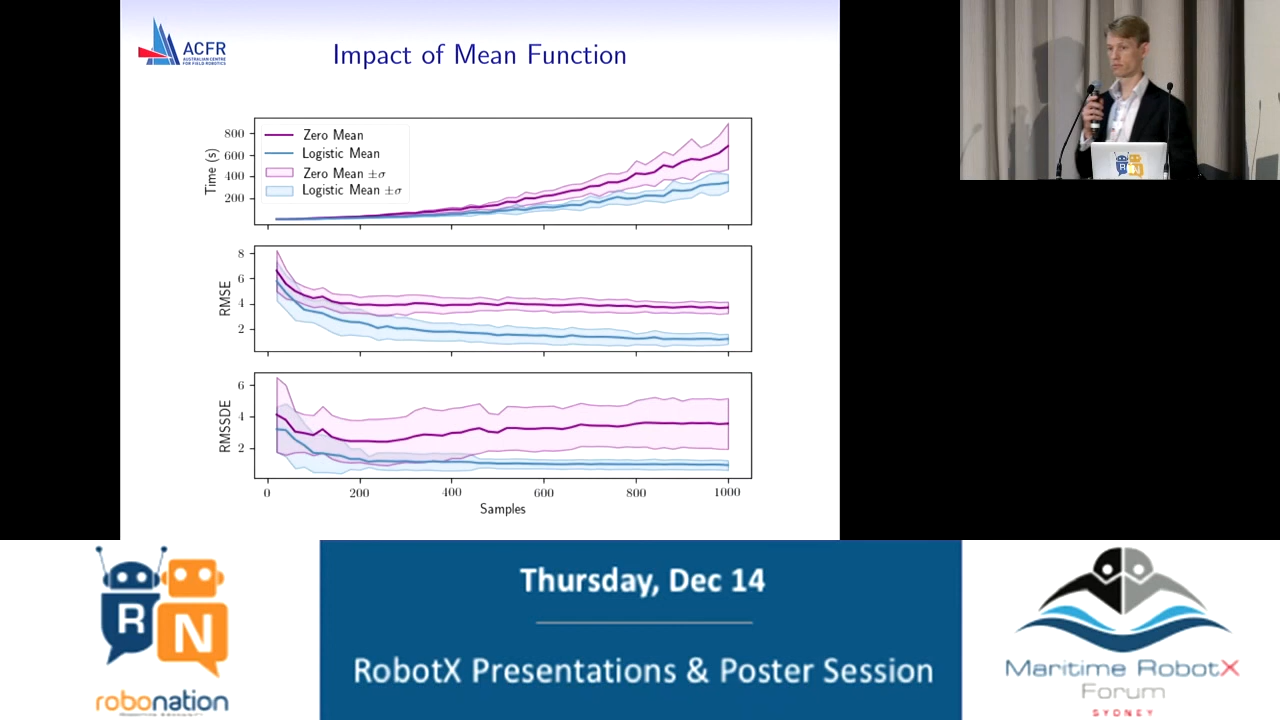 ACFR
AUSTRALIAN CENTRE
FOR FIELD ROBOTICS
Impact of Mean Function
Zero Mean
Logistic Mean
Zero Mean ±σ
Logistic Mean ±σ
Time (s)
800
600
400
200
RMSE
8
6
4
2
RMSSDE
6
4
2
0
200
400
600
800
1000
Samples
R N
R
N
robonation
Thursday, Dec 14
RobotX Presentations & Poster Session
Maritime RobotX
Forum
SYDNEY